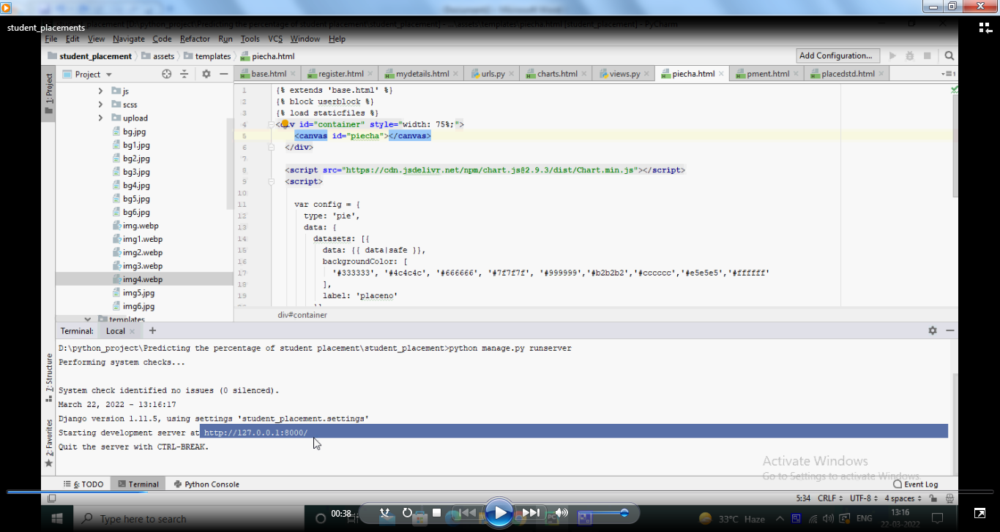 student_placements
File Edit View Navigate Code Refactor Run Tools VCS Window Help
student_placement assets templates piecha.html
Add Configuration...
Project
base.html register.html mydetails.html urls.py charts.html views.py piecha.html pment.html placedstd.html
1: Project
js
scss
upload
bg.jpg
bg1.jpg
bg2.jpg
bg3.jpg
bg4.jpg
bg5.jpg
bg6.jpg
img.webp
img1.webp
img2.webp
img3.webp
img4.webp
img5.jpg
img6.jpg
templates
1 {% extends 'base.html' %}
2 {% block userblock %}
3 {% load staticfiles %}
4 <div id="container" style="width: 75%;">
5 <canvas id="piecha"></canvas>
6 </div>
7
8 <script src="https://cdn.jsdelivr.net/npm/chart.js@2.9.3/dist/Chart.min.js"></script>
9 <script>
10
11 var config = {
12 type: 'pie',
13 data: {
14 datasets: [{
15 data: {{ data|safe }},
16 backgroundColor: [
17 '#333333', '#4c4c4c', '#666666', '#7f7f7f', '#999999','#b2b2b2','#cccccc','#e5e5e5','#ffffff'
18 ],
19 label: 'placeno'
div#container
Terminal: Local +
D:\python_project\Predicting the percentage of student placement\student_placement>python manage.py runserver
Performing system checks...
System check identified no issues (0 silenced).
March 22, 2022 - 13:16:17
Django version 1.11.5, using settings 'student_placement.settings'
Starting development server at http://127.0.0.1:8000/
Quit the server with CTRL-BREAK.
Z: Structure
2: Favorites
Activate Windows
Go to Settings to activate Windows.
6: TODO Terminal Python Console
Event Log
5:34 CRLF UTF-8 4 spaces
Type here to search
00:38
33°C Haze
ENG
13:16
22-03-2022